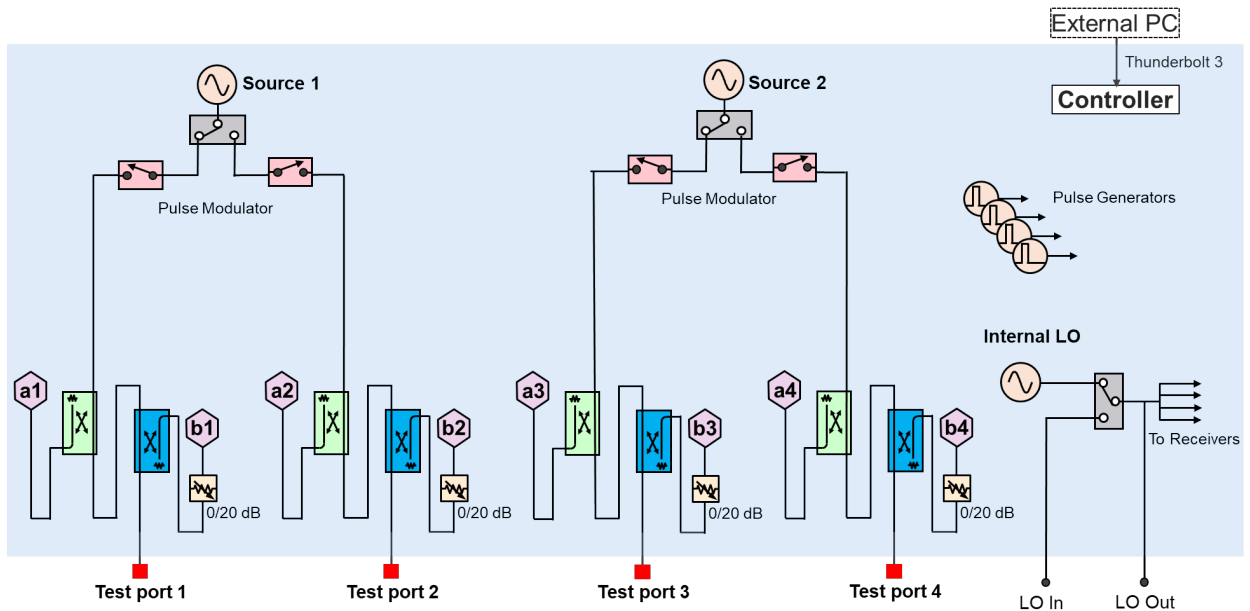 External PC
Thunderbolt 3
Controller
Source 1
Source 2
Pulse Modulator
Pulse Modulator
Pulse Generators
Internal LO
To Receivers
a1
a2
a3
a4
b1
b2
b3
b4
0/20 dB
0/20 dB
0/20 dB
0/20 dB
Test port 1
Test port 2
Test port 3
Test port 4
LO In
LO Out